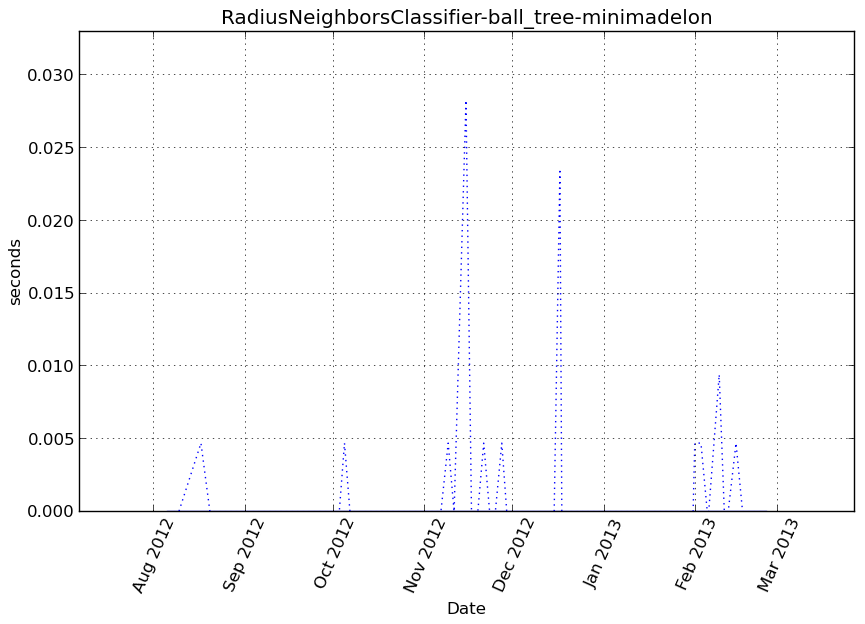 RadiusNeighborsClassifier-ball_tree-minimadelon
0.030
0.025
0.020
0.015
0.010
0.005
0.000
seconds
Aug 2012
Sep 2012
Oct 2012
Nov 2012
Dec 2012
Jan 2013
Feb 2013
Mar 2013
Date